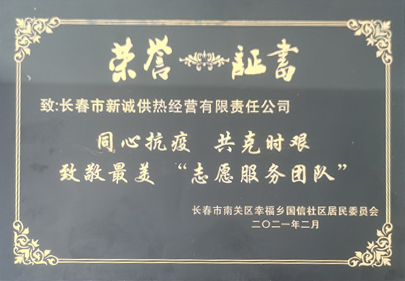 荣誉证书
致:长春市新诚供热经营有限责任公司
同心抗疫 共克时艰
致敬最美 “志愿服务团队”
长春市南关区幸福乡国信社区居民委员会
二〇二一年二月